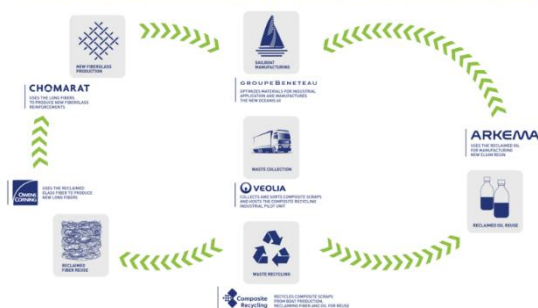 NEW FIBERGLASS
PRODUCTION
CHOMARAT
USES THE LONG FIBERS
TO PRODUCE NEW FIBERGLASS
REINFORCEMENTS
SAILBOAT
MANUFACTURING
GROUPE BENETEAU
OPTIMIZES MATERIALS FOR INDUSTRIAL
APPLICATION AND MANUFACTURES
THE NEW OCEANIS
ARKEMA
USES THE RECLAIMED OIL
FOR MANUFACTURING
NEW ELIUM RESIN
WASTE COLLECTION
OWENS
CORNING
USES THE RECLAIMED
GLASS FIBER TO PRODUCE
NEW LONG FIBERS
VEOLIA
COLLECTS AND SORTS COMPOSITE SCRAPS
AND HOSTS THE COMPOSITE RECYCLING
INDUSTRIAL PILOT UNIT
RECLAIMED OIL REUSE
RECLAIMED
FIBER REUSE
WASTE RECYCLING
Composite
Recycling
RECYCLES COMPOSITE SCRAPS
FROM BOAT PRODUCTION,
RECLAIMING FIBER AND OIL FOR REUSE